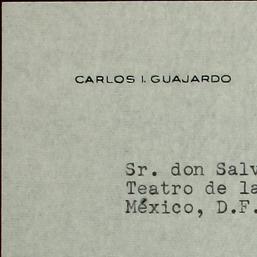 CARLOS I. GUAJARDO
Sr. don Salv
Teatro de la
México, D.F.